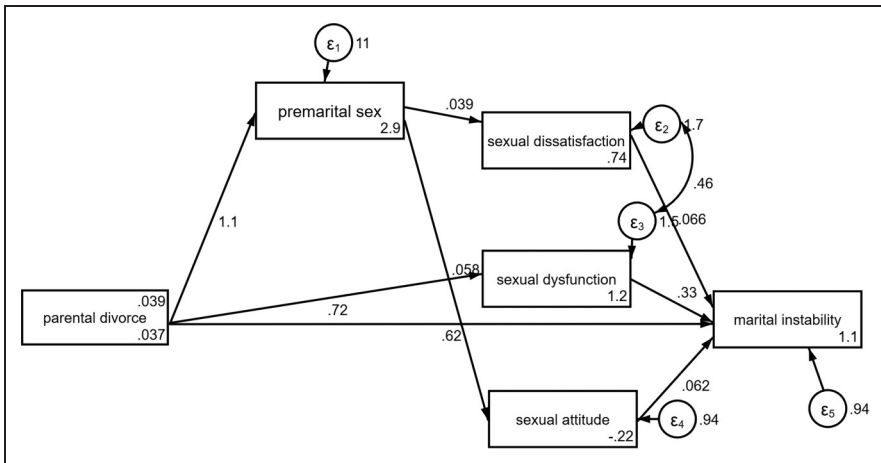 ε1 11
premarital sex
2.9
.039
ε2 1.7
sexual dissatisfaction
.74
.46
ε3 1.5
.066
1.1
.058
sexual dysfunction
1.2
.33
.039
parental divorce
.037
.72
.62
marital instability
1.1
.062
sexual attitude
-.22
ε4 .94
ε5 .94